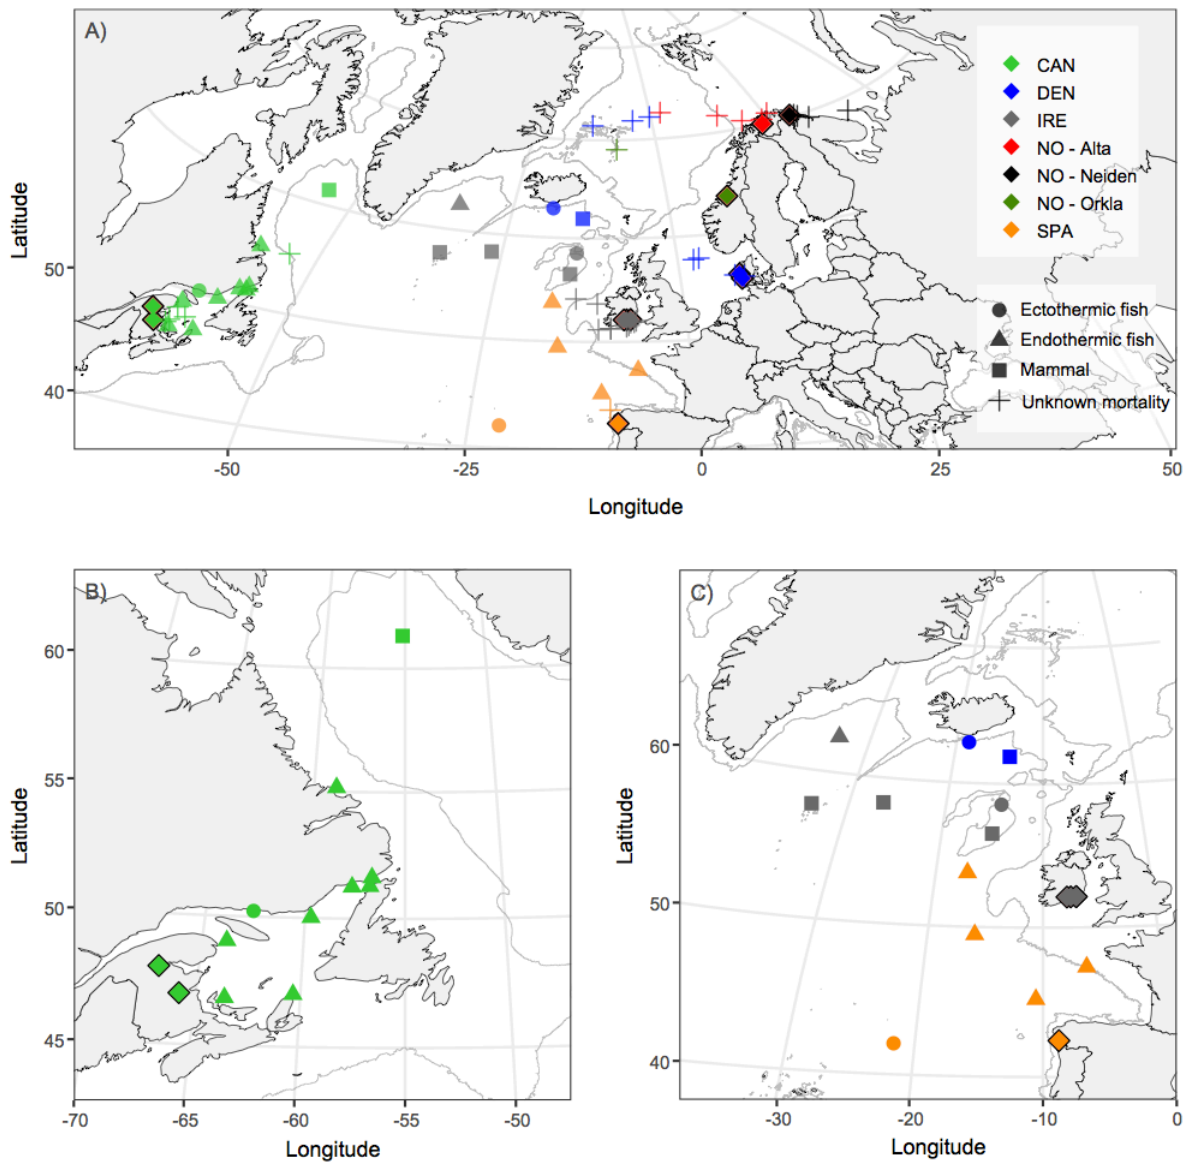 A)
CAN
DEN
IRE
NO - Alta
NO - Neiden
NO - Orkla
SPA
Ectothermic fish
Endothermic fish
Mammal
Unknown mortality
Latitude
50
40
-50
-25
0
25
50
Longitude
B)
Latitude
60
55
50
45
-70
-65
-60
-55
-50
Longitude
C)
Latitude
60
50
40
-30
-20
-10
0
Longitude